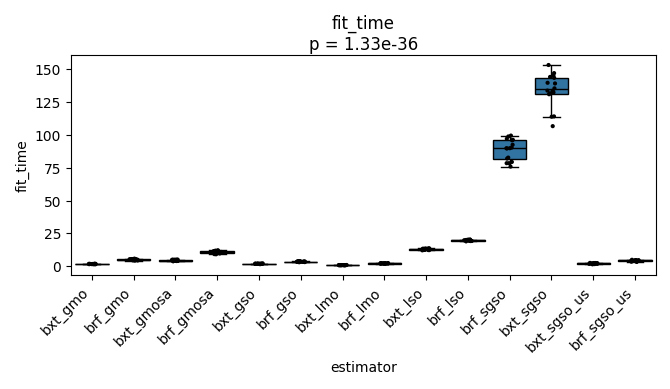 fit_time
p = 1.33e-36
fit_time
150
125
100
75
50
25
0
bxt_gmo
brf_gmo
bxt_gmosa
brf_gmosa
bxt_gso
brf_gso
bxt_lmo
brf_lmo
bxt_lso
brf_lso
brf_sgso
bxt_sgso
bxt_sgso_us
brf_sgso_us
estimator